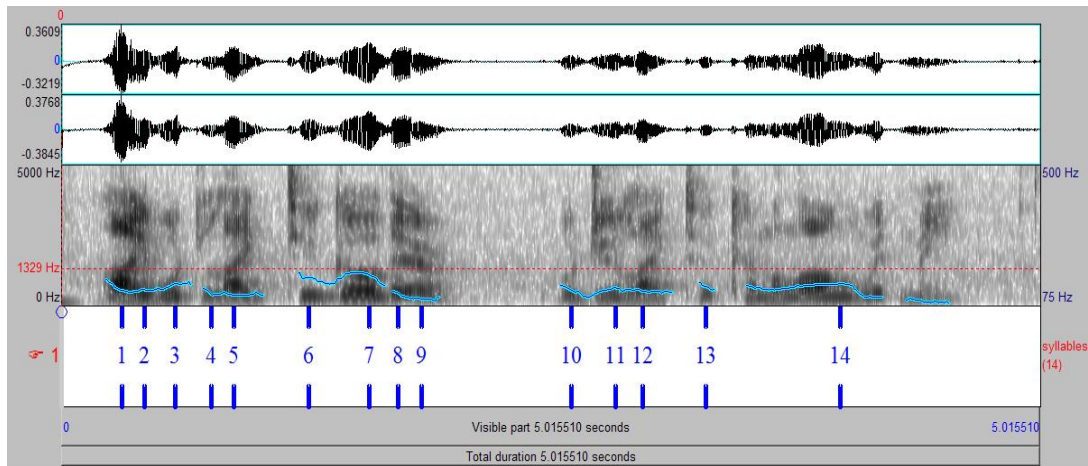 0
0.3609
0
-0.3219
0.3768
0
-0.3845
5000 Hz 500 Hz
1329 Hz
0 Hz 75 Hz
☞ 1 1 2 3 4 5 6 7 8 9 10 11 12 13 14 syllables
(14)
0 Visible part 5.015510 seconds 5.015510
Total duration 5.015510 seconds